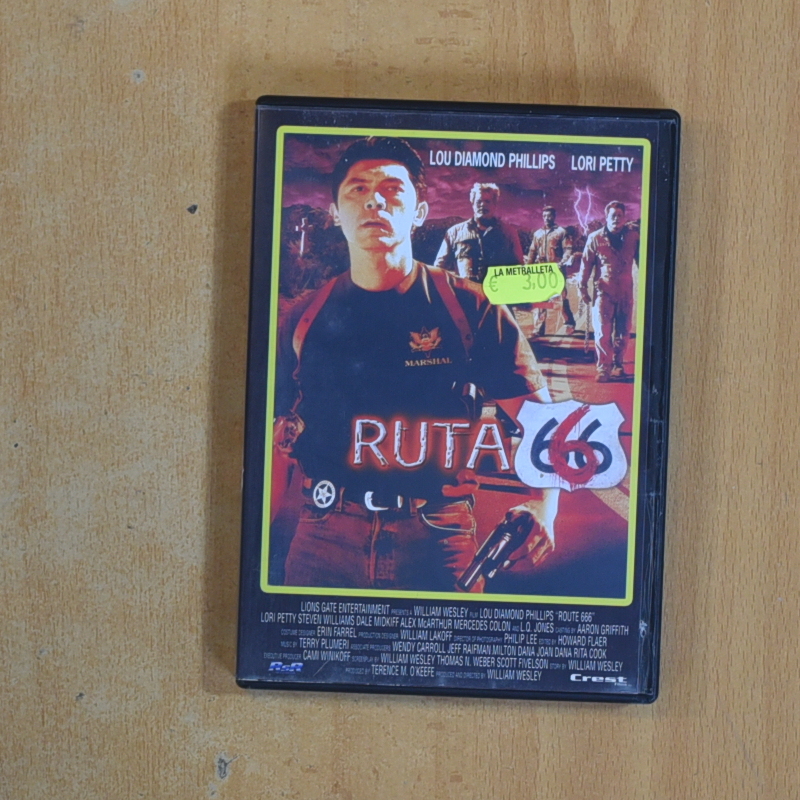 LOU DIAMOND PHILLIPS LORI PETTY
LA METRALLETA
€ 3,00
MARSHAL
RUTA 666
LIONS GATE ENTERTAINMENT PRESENTS A WILLIAM WESLEY FILM LOU DIAMOND PHILLIPS "ROUTE 666"
LORI PETTY STEVEN WILLIAMS DALE MIDKIFF ALEX McARTHUR MERCEDES COLON AND L.Q. JONES CASTING BY AARON GRIFFITH
COSTUME DESIGNER ERIN FARREL PRODUCTION DESIGNER WILLIAM LAKOFF DIRECTOR OF PHOTOGRAPHY PHILIP LEE EDITED BY HOWARD FLAER
MUSIC BY TERRY PLUMERI ASSOCIATE PRODUCERS WENDY CARROLL JEFF RAIFMAN MILTON DANA JOAN DANA RITA COOK
EXECUTIVE PRODUCER CAMI WINIKOFF SCREENPLAY BY WILLIAM WESLEY THOMAS N. WEBER SCOTT FIVELSON STORY BY WILLIAM WESLEY
PRODUCED BY TERENCE M. O'KEEFE PRODUCED AND DIRECTED BY WILLIAM WESLEY
Crest